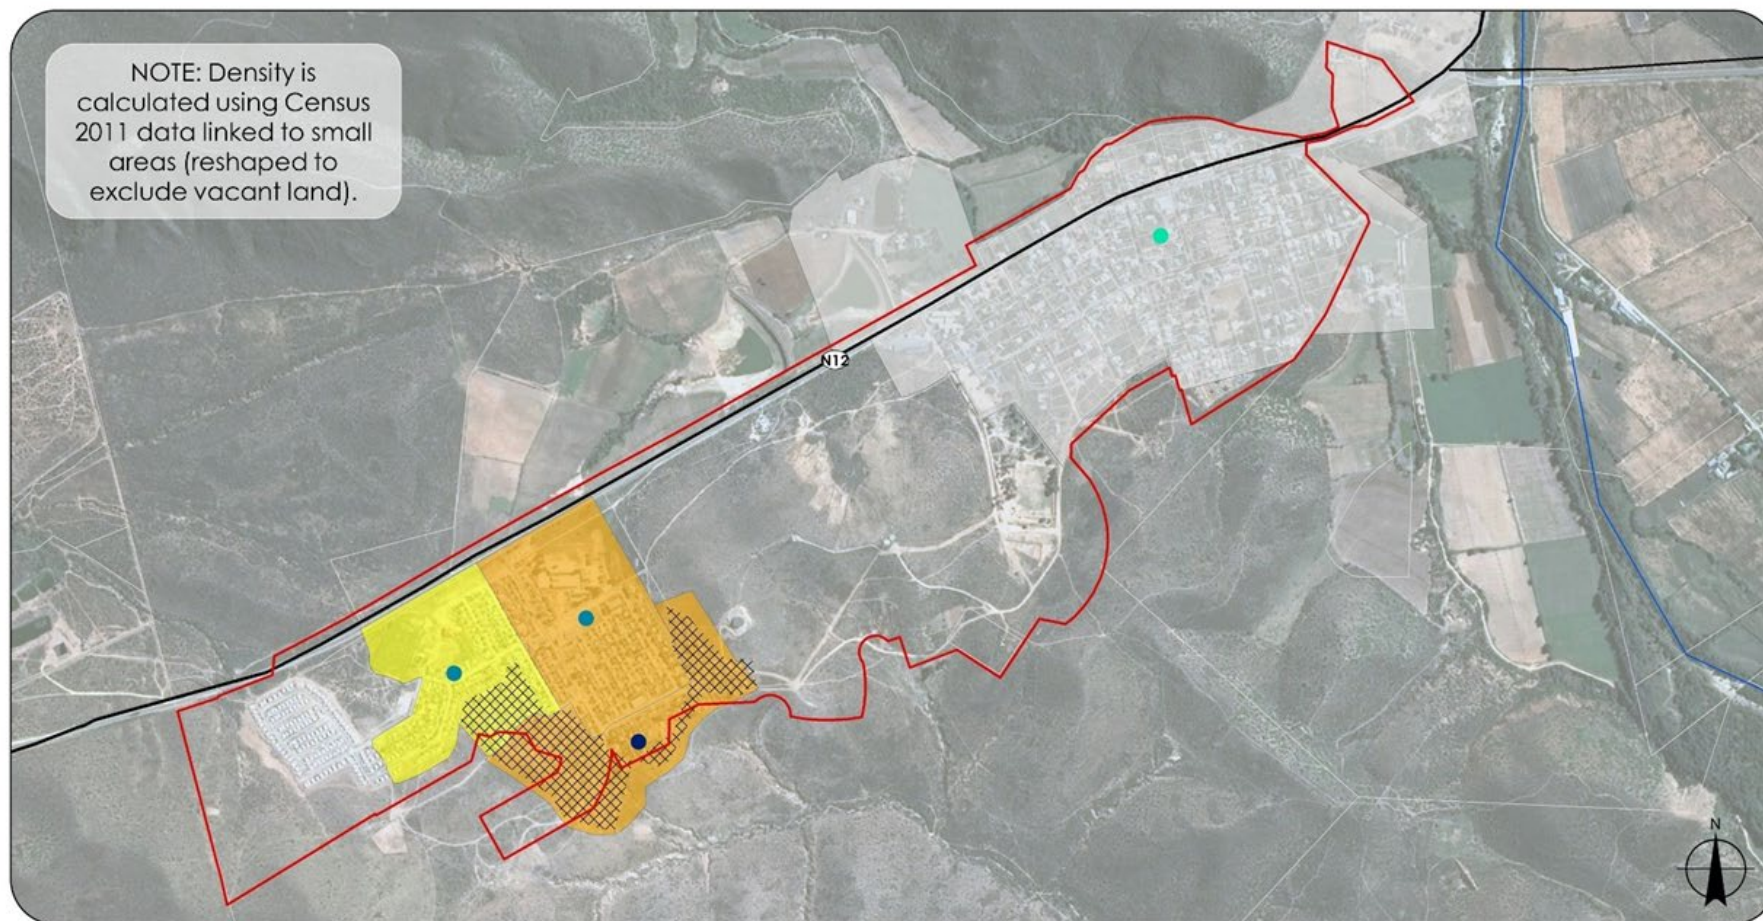 NOTE: Density is
calculated using Census
2011 data linked to small
areas (reshaped to
exclude vacant land).
N12
N